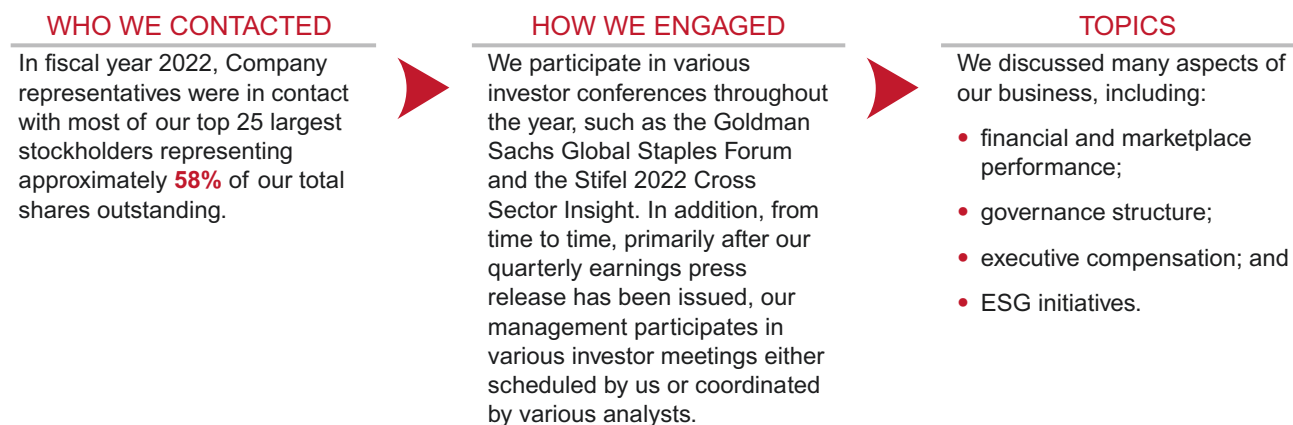 WHO WE CONTACTED
In fiscal year 2022, Company
representatives were in contact
with most of our top 25 largest
stockholders representing
approximately 58% of our total
shares outstanding.
HOW WE ENGAGED
We participate in various
investor conferences throughout
the year, such as the Goldman
Sachs Global Staples Forum
and the Stifel 2022 Cross
Sector Insight. In addition, from
time to time, primarily after our
quarterly earnings press
release has been issued, our
management participates in
various investor meetings either
scheduled by us or coordinated
by various analysts.
TOPICS
We discussed many aspects of
our business, including:
• financial and marketplace
performance;
• governance structure;
• executive compensation; and
• ESG initiatives.